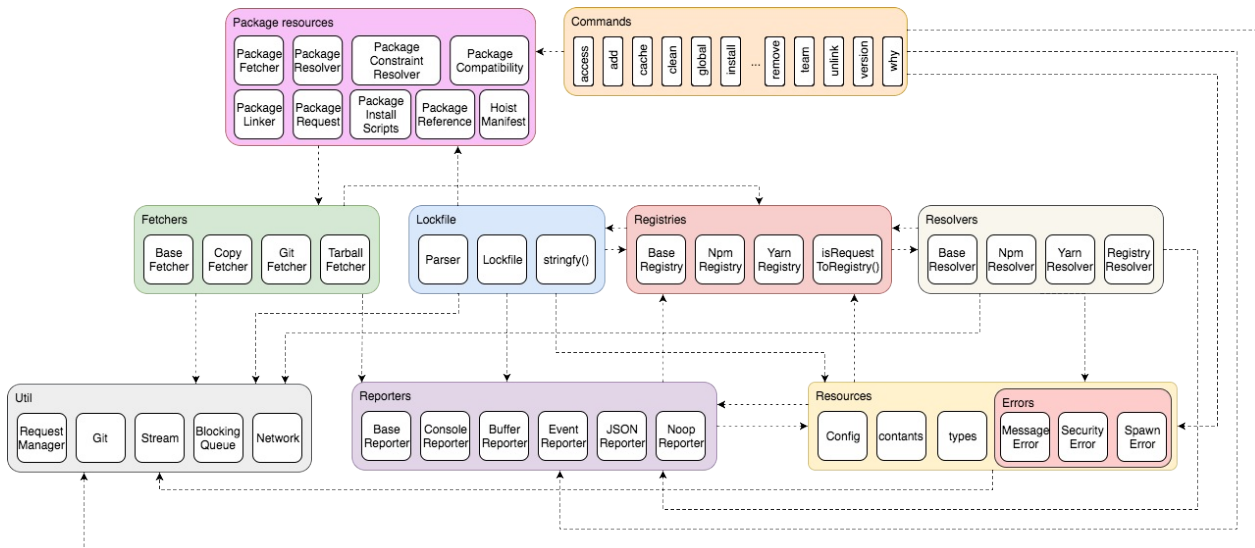 Package resources
Package
Fetcher
Package
Resolver
Package
Constraint
Resolver
Package
Compatibility
Package
Linker
Package
Request
Package
Install
Scripts
Package
Reference
Hoist
Manifest
Commands
access
add
cache
clean
global
install
...
remove
team
unlink
version
why
Fetchers
Base
Fetcher
Copy
Fetcher
Git
Fetcher
Tarball
Fetcher
Lockfile
Parser
Lockfile
stringfy()
Registries
Base
Registry
Npm
Registry
Yarn
Registry
isRequest
ToRegistry()
Resolvers
Base
Resolver
Npm
Resolver
Yarn
Resolver
Registry
Resolver
Util
Request
Manager
Git
Stream
Blocking
Queue
Network
Reporters
Base
Reporter
Console
Reporter
Buffer
Reporter
Event
Reporter
JSON
Reporter
Noop
Reporter
Resources
Config
contants
types
Errors
Message
Error
Security
Error
Spawn
Error